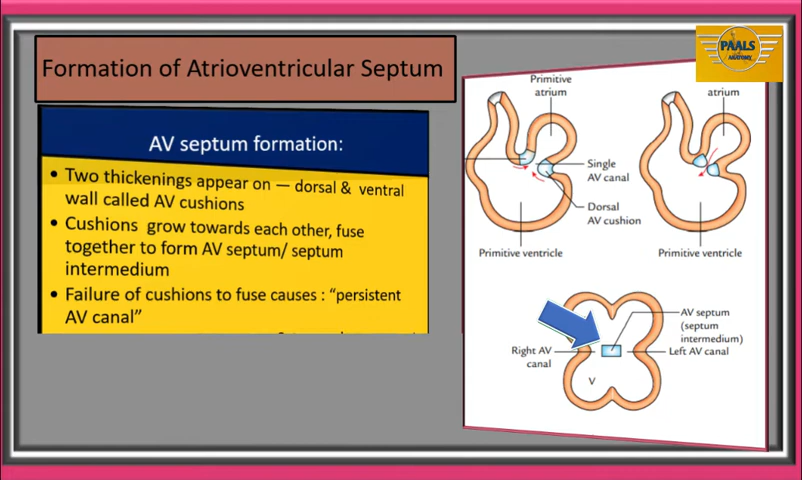 Formation of Atrioventricular Septum
PAALS
ANATOMY
AV septum formation:
• Two thickenings appear on — dorsal & ventral
wall called AV cushions
• Cushions grow towards each other, fuse
together to form AV septum/ septum
intermedium
• Failure of cushions to fuse causes : “persistent
AV canal”
Primitive
atrium
Single
AV canal
Dorsal
AV cushion
Primitive ventricle
atrium
Primitive ventricle
AV septum
(septum
intermedium)
Right AV
canal
Left AV canal
V